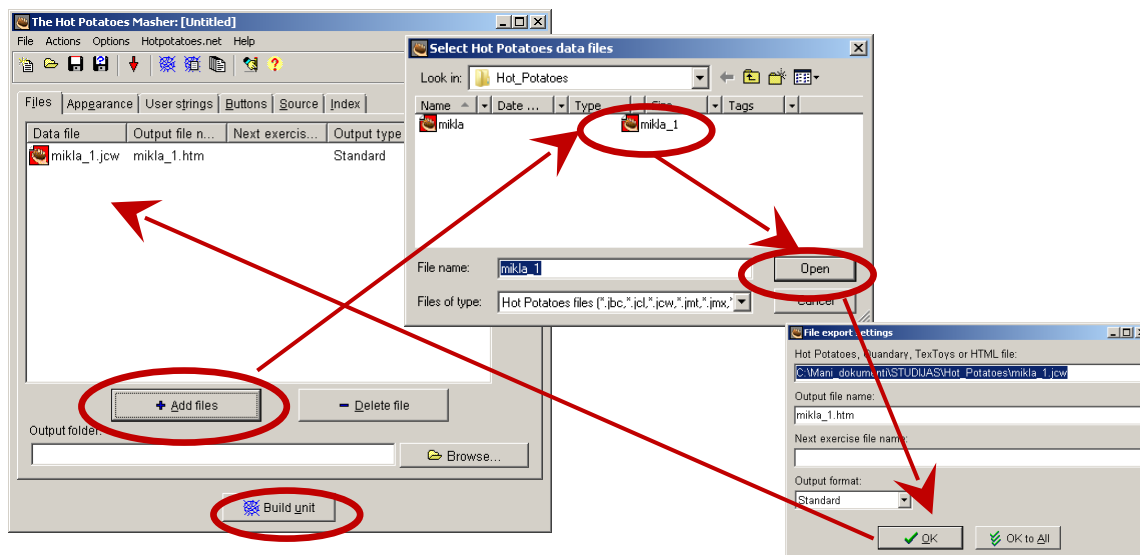 The Hot Potatoes Masher: [Untitled]
File Actions Options Hotpotatoes.net Help
Files Appearance User strings Buttons Source Index
Data file Output file n... Next exercis... Output type
mikla_1.jcw mikla_1.htm Standard
Add files Delete file
Output folder:
Browse...
Build unit
Select Hot Potatoes data files
Look in: Hot_Potatoes
Name Date ... Type Size Tags
mikla mikla_1
File name: mikla_1 Open
Files of type: Hot Potatoes files (*.jbc,*.jcl,*.jcw,*.jmt,*.jmx,* Cancel
File export settings
Hot Potatoes, Quandary, TexToys or HTML file:
C:\Mani_dokumenti\STUDIJAS\Hot_Potatoes\mikla_1.jcw
Output file name:
mikla_1.htm
Next exercise file name:
Output format:
Standard
OK OK to All